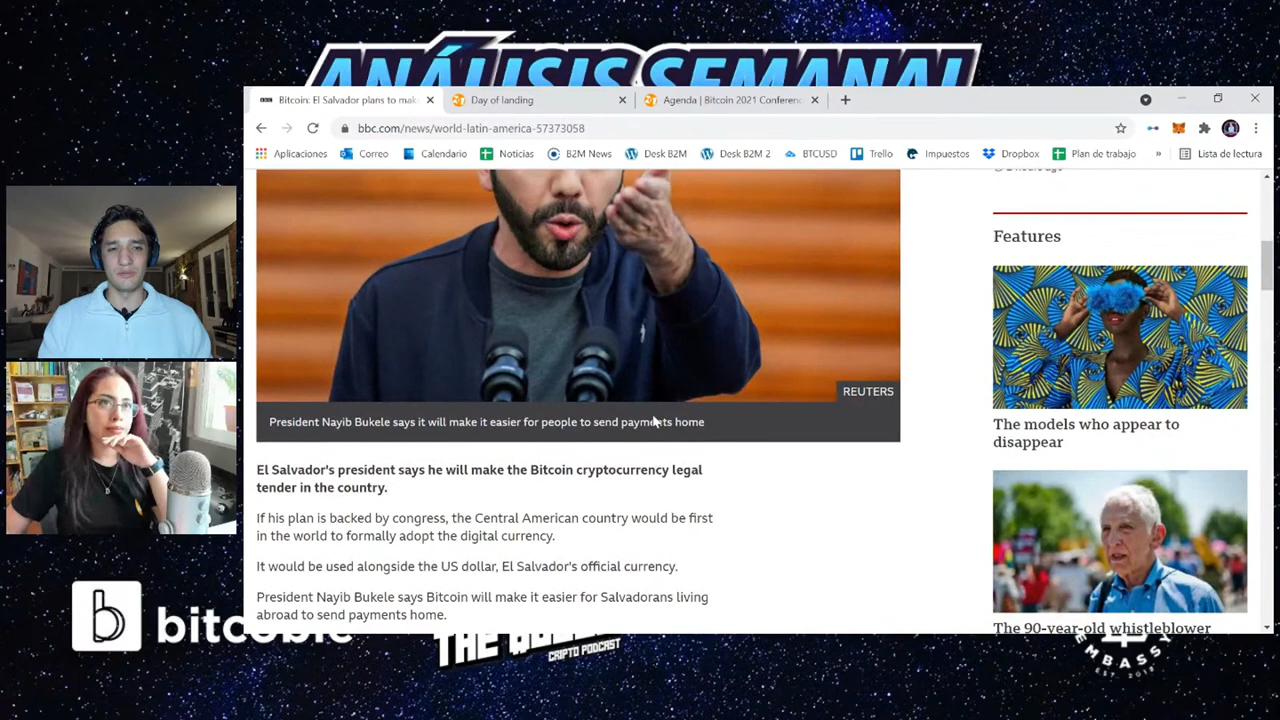 ANÁLISIS SEMANAL
Bitcoin: El Salvador plans to mak
Day of landing
Agenda | Bitcoin 2021 Conferenc
bbc.com/news/world-latin-america-57373058
Aplicaciones
Correo
Calendario
Noticias
B2M News
Desk B2M
Desk B2M 2
BTCUSD
Trello
Impuestos
Dropbox
Plan de trabajo
»
Lista de lectura
REUTERS
President Nayib Bukele says it will make it easier for people to send payments home
El Salvador's president says he will make the Bitcoin cryptocurrency legal
tender in the country.
If his plan is backed by congress, the Central American country would be first
in the world to formally adopt the digital currency.
It would be used alongside the US dollar, El Salvador's official currency.
President Nayib Bukele says Bitcoin will make it easier for Salvadorans living
abroad to send payments home.
Features
The models who appear to
disappear
The 90-year-old whistleblower
b
THE
CRIPTO PODCAST
EMBASSY